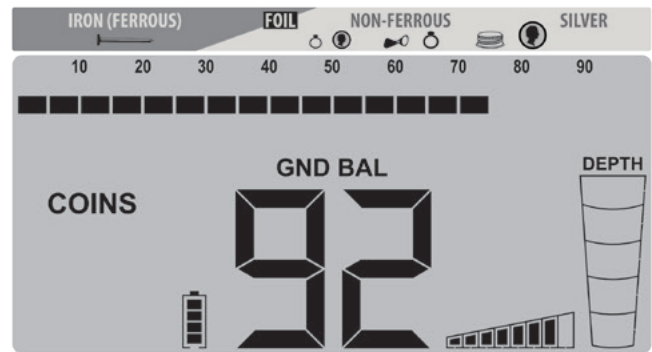 IRON (FERROUS) FOIL NON-FERROUS SILVER
10 20 30 40 50 60 70 80 90
GND BAL
DEPTH
COINS
92